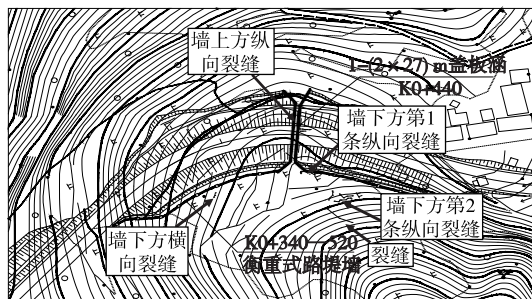 墙上方纵
向裂缝
1-(2×27) m盖板涵
K0+440
墙下方第1
条纵向裂缝
墙下方第2
条纵向裂缝
裂缝
墙下方横
向裂缝
K0+340—520
衡重式路堤墙